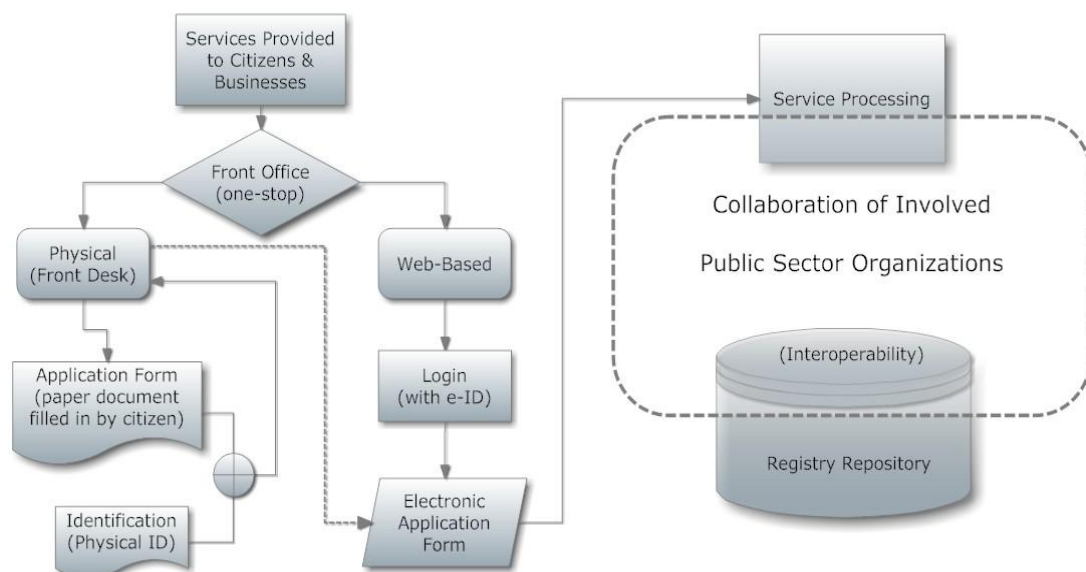 Services Provided
to Citizens &
Businesses
Front Office
(one-stop)
Physical
(Front Desk)
Web-Based
Application Form
(paper document
filled in by citizen)
Login
(with e-ID)
Identification
(Physical ID)
Electronic
Application
Form
Service Processing
Collaboration of Involved
Public Sector Organizations
(Interoperability)
Registry Repository